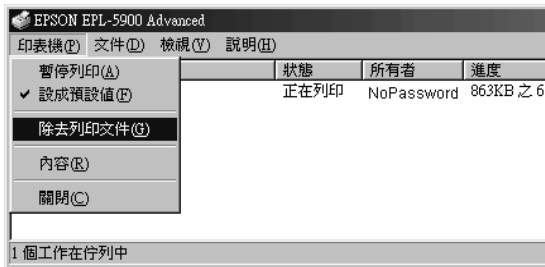 EPSON EPL-5900 Advanced
印表機(P) 文件(D) 檢視(V) 說明(H)
狀態 所有者 進度
暫停列印(A)
正在列印 NoPassword 863KB 之 6
✓ 設成預設值(F)
除去列印文件(G)
內容(R)
關閉(C)
1 個工作在佇列中